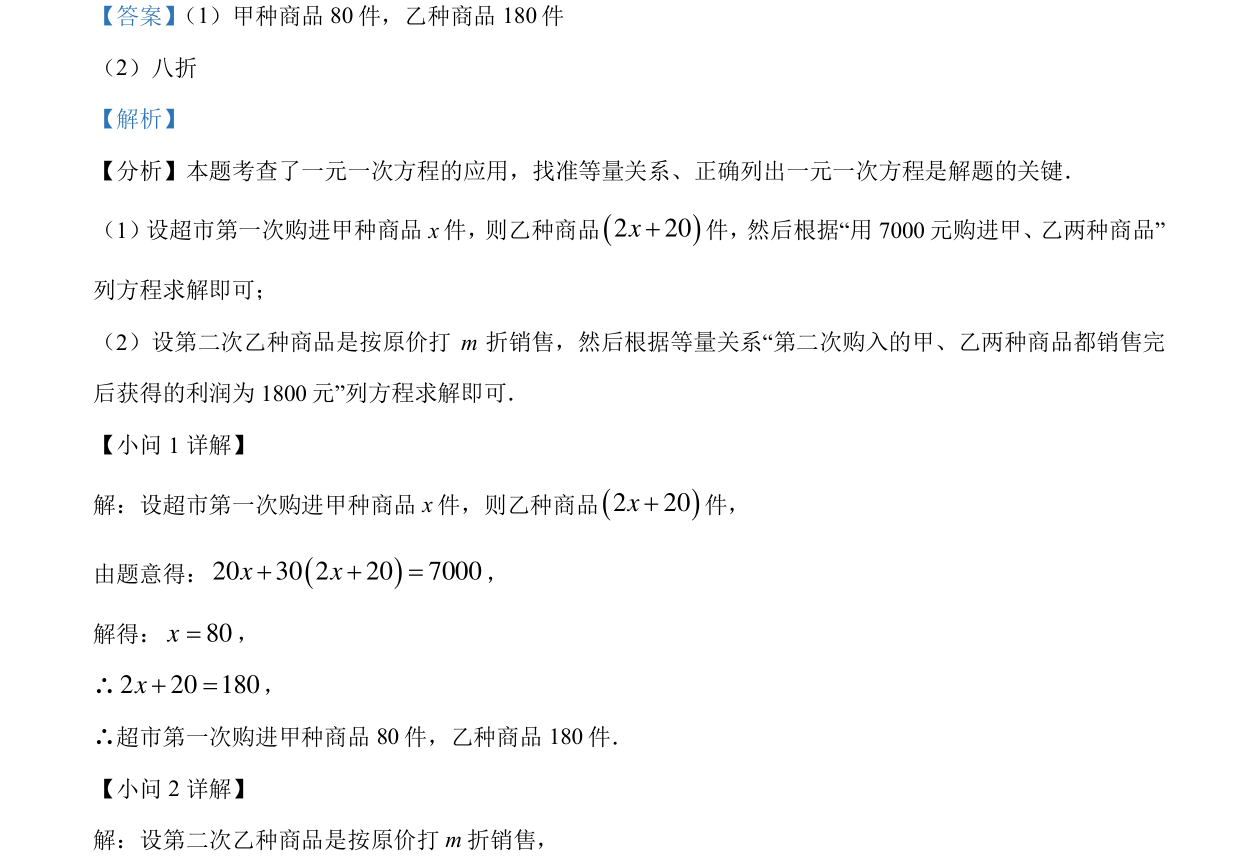 【答案】（1）甲种商品 80 件，乙种商品 180 件
（2）八折
【解析】
【分析】本题考查了一元一次方程的应用，找准等量关系、正确列出一元一次方程是解题的关键．
（1）设超市第一次购进甲种商品 x 件，则乙种商品(2x+20)件，然后根据“用 7000 元购进甲、乙两种商品”
列方程求解即可；
（2）设第二次乙种商品是按原价打 m 折销售，然后根据等量关系“第二次购入的甲、乙两种商品都销售完
后获得的利润为 1800 元”列方程求解即可．
【小问 1 详解】
解：设超市第一次购进甲种商品 x 件，则乙种商品(2x+20)件，
由题意得：20x+30(2x+20)=7000，
解得：x=80，
∴2x+20=180，
∴超市第一次购进甲种商品 80 件，乙种商品 180 件．
【小问 2 详解】
解：设第二次乙种商品是按原价打 m 折销售，